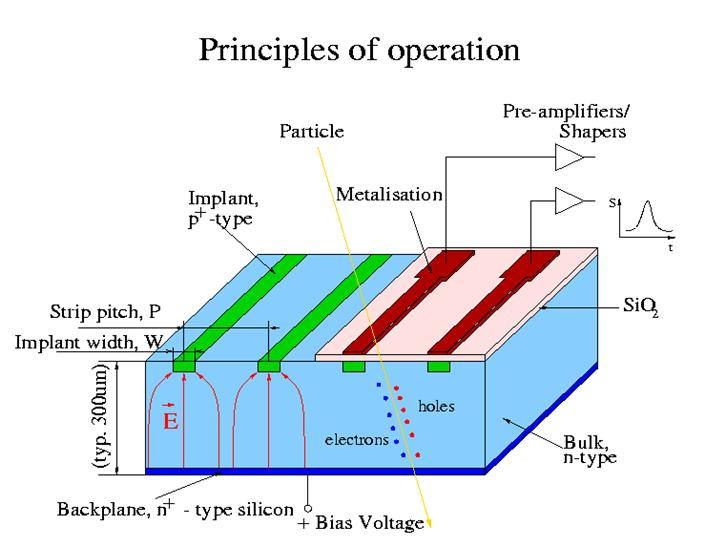 Principles of operation
Pre-amplifiers/
Shapers
Particle
Implant,
p+-type
Metalisation
S
t
Strip pitch, P
SiO2
Implant width, W
(typ. 300um)
E
holes
electrons
Bulk,
n-type
Backplane, n+ - type silicon
+ Bias Voltage